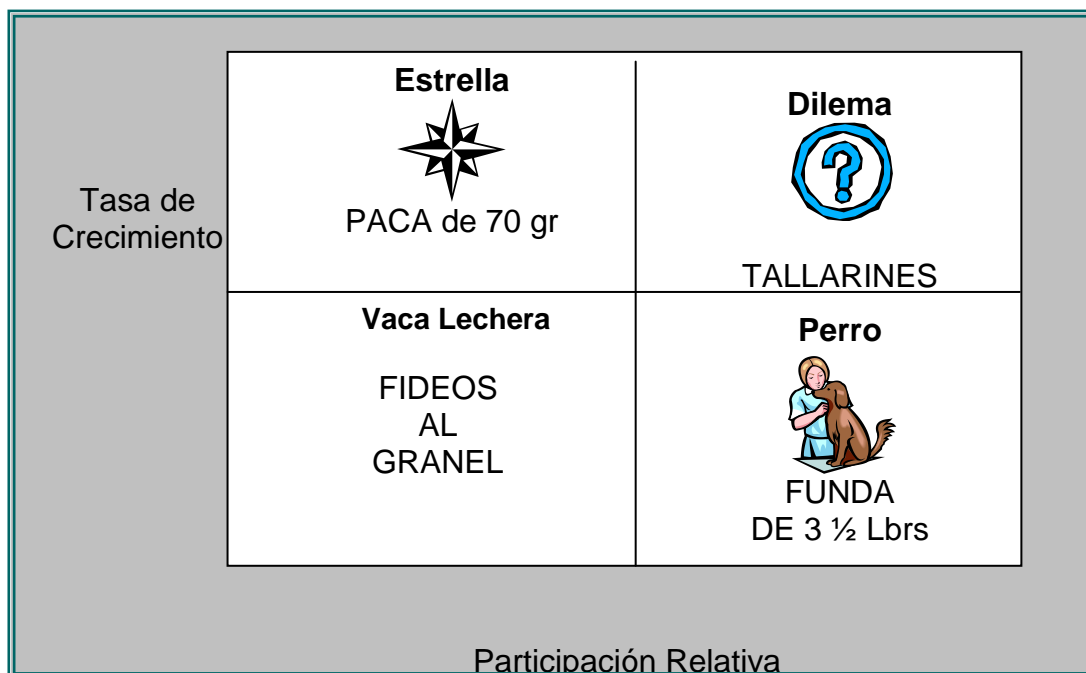 Estrella
PACA de 70 gr
Dilema
?
TALLARINES
Tasa de
Crecimiento
Vaca Lechera
FIDEOS
AL
GRANEL
Perro
FUNDA
DE 3 ½ Lbrs
Participación Relativa